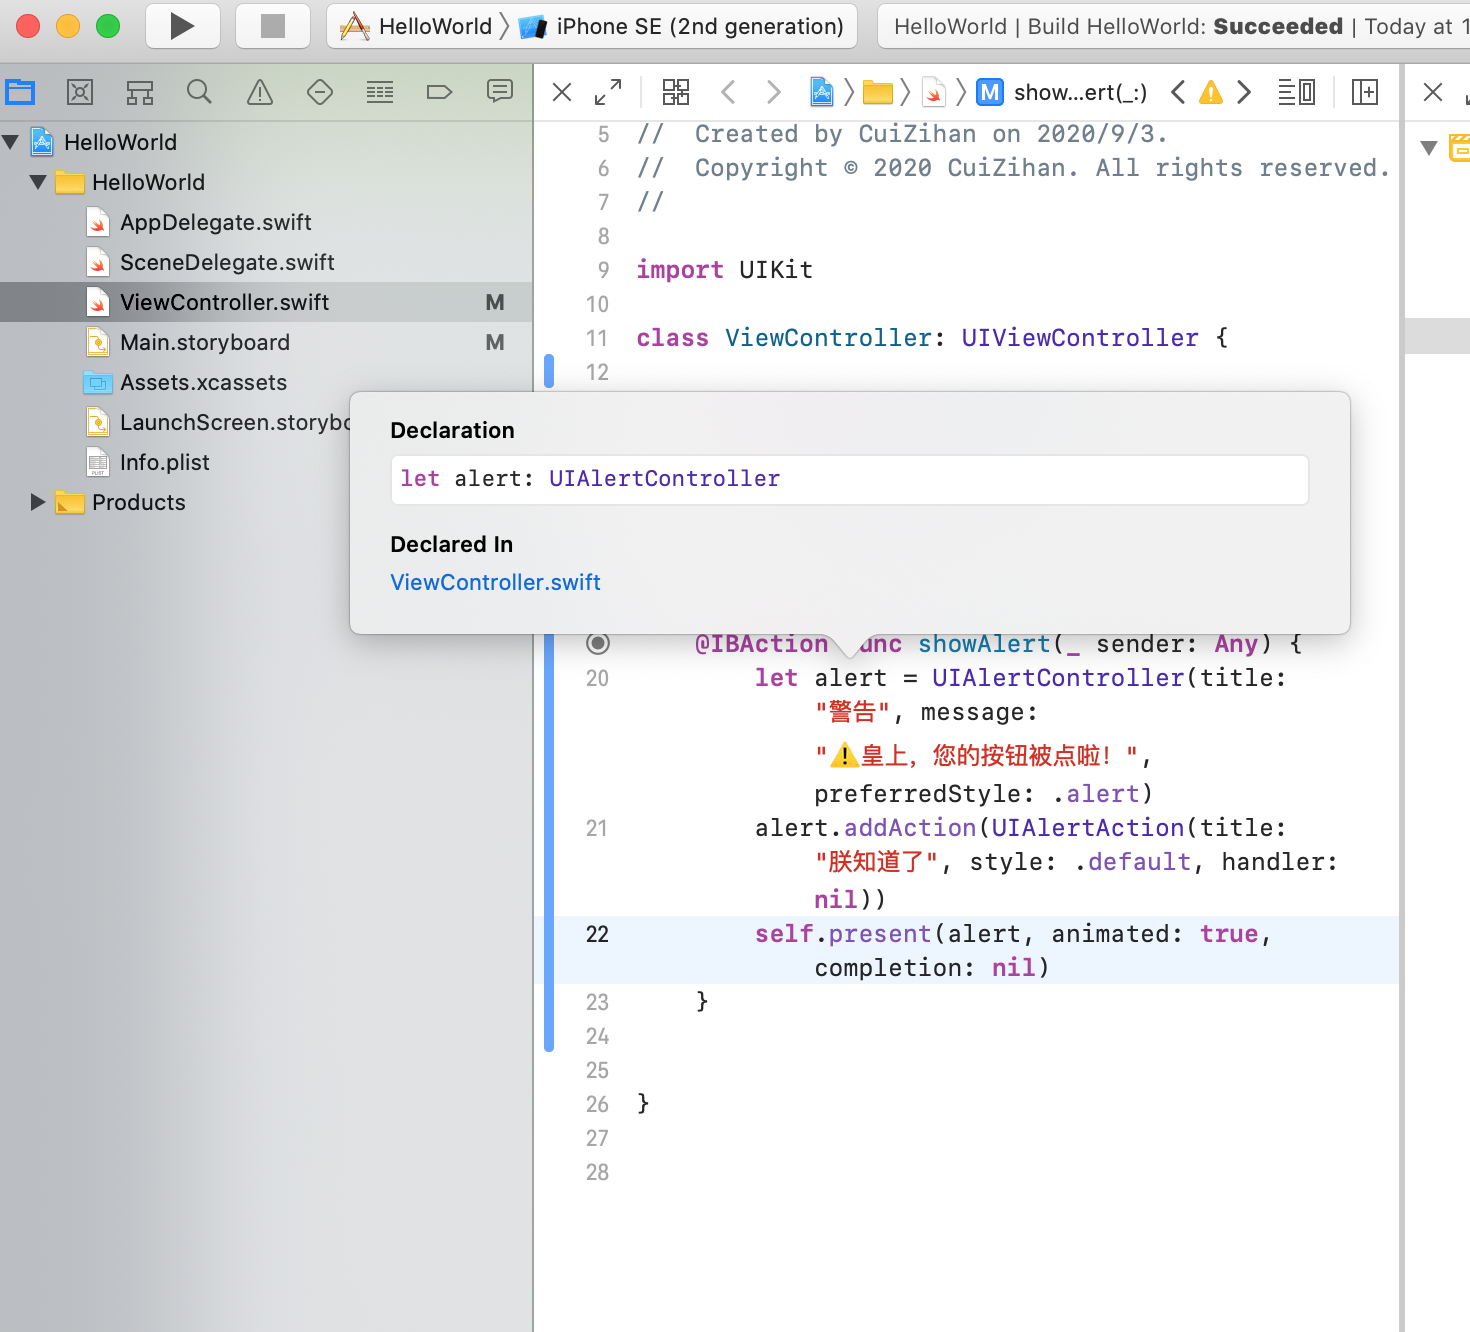 HelloWorld iPhone SE (2nd generation)
HelloWorld | Build HelloWorld: Succeeded | Today at 1
M show...ert(_:)
HelloWorld
HelloWorld
AppDelegate.swift
SceneDelegate.swift
ViewController.swift M
Main.storyboard M
Assets.xcassets
LaunchScreen.storybo
Info.plist
Products
5 // Created by CuiZihan on 2020/9/3.
6 // Copyright © 2020 CuiZihan. All rights reserved.
7 //
8
9 import UIKit
10
11 class ViewController: UIViewController {
12
Declaration
let alert: UIAlertController
Declared In
ViewController.swift
@IBAction func showAlert(_ sender: Any) {
20 let alert = UIAlertController(title:
"警告", message:
"⚠️皇上，您的按钮被点啦！",
preferredStyle: .alert)
21 alert.addAction(UIAlertAction(title:
"朕知道了", style: .default, handler:
nil))
22 self.present(alert, animated: true,
completion: nil)
23 }
24
25
26 }
27
28